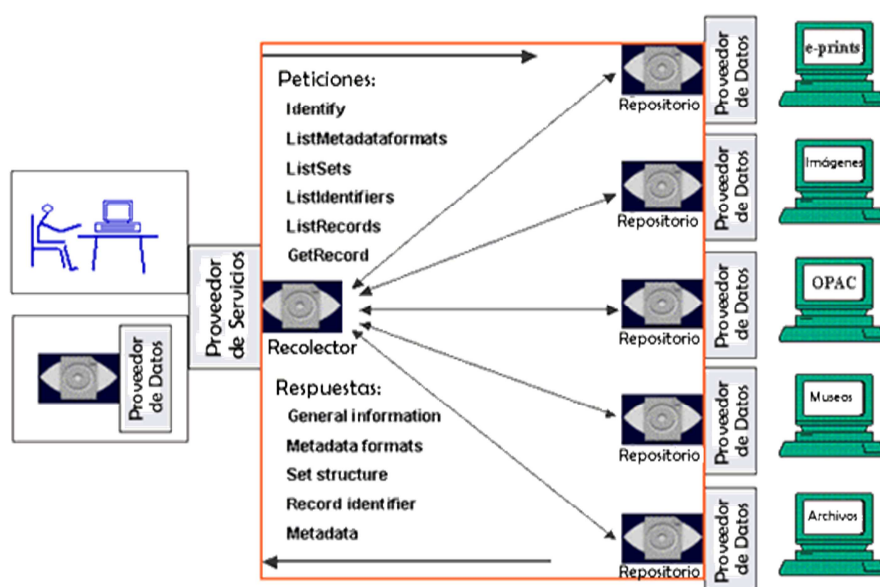 Peticiones:
Identify
ListMetadataformats
ListSets
ListIdentifiers
ListRecords
GetRecord
Proveedor
de Servicios
Recolector
Proveedor
de Datos
Respuestas:
General information
Metadata formats
Set structure
Record identifier
Metadata
Repositorio
Proveedor
de Datos
e-prints
Repositorio
Proveedor
de Datos
Imágenes
Repositorio
Proveedor
de Datos
OPAC
Repositorio
Proveedor
de Datos
Museos
Repositorio
Proveedor
de Datos
Archivos